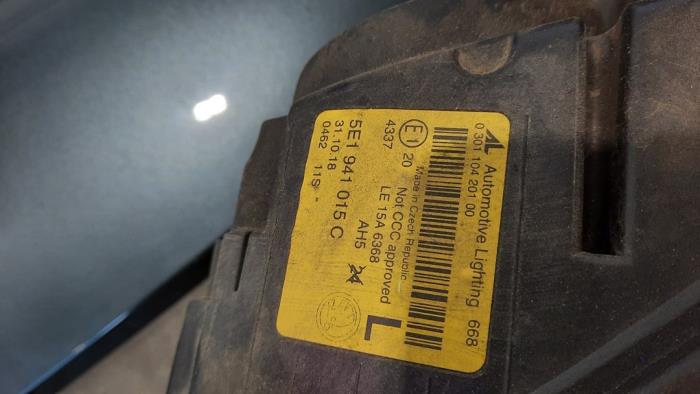 AL Automotive Lighting 668
0 301 104 201 00
Made in Czech Republic
E1 20 Not CCC approved
4337 LE 15A 6368 L
AH5 24
5E1 941 015 C
31.10.18
0462 11S